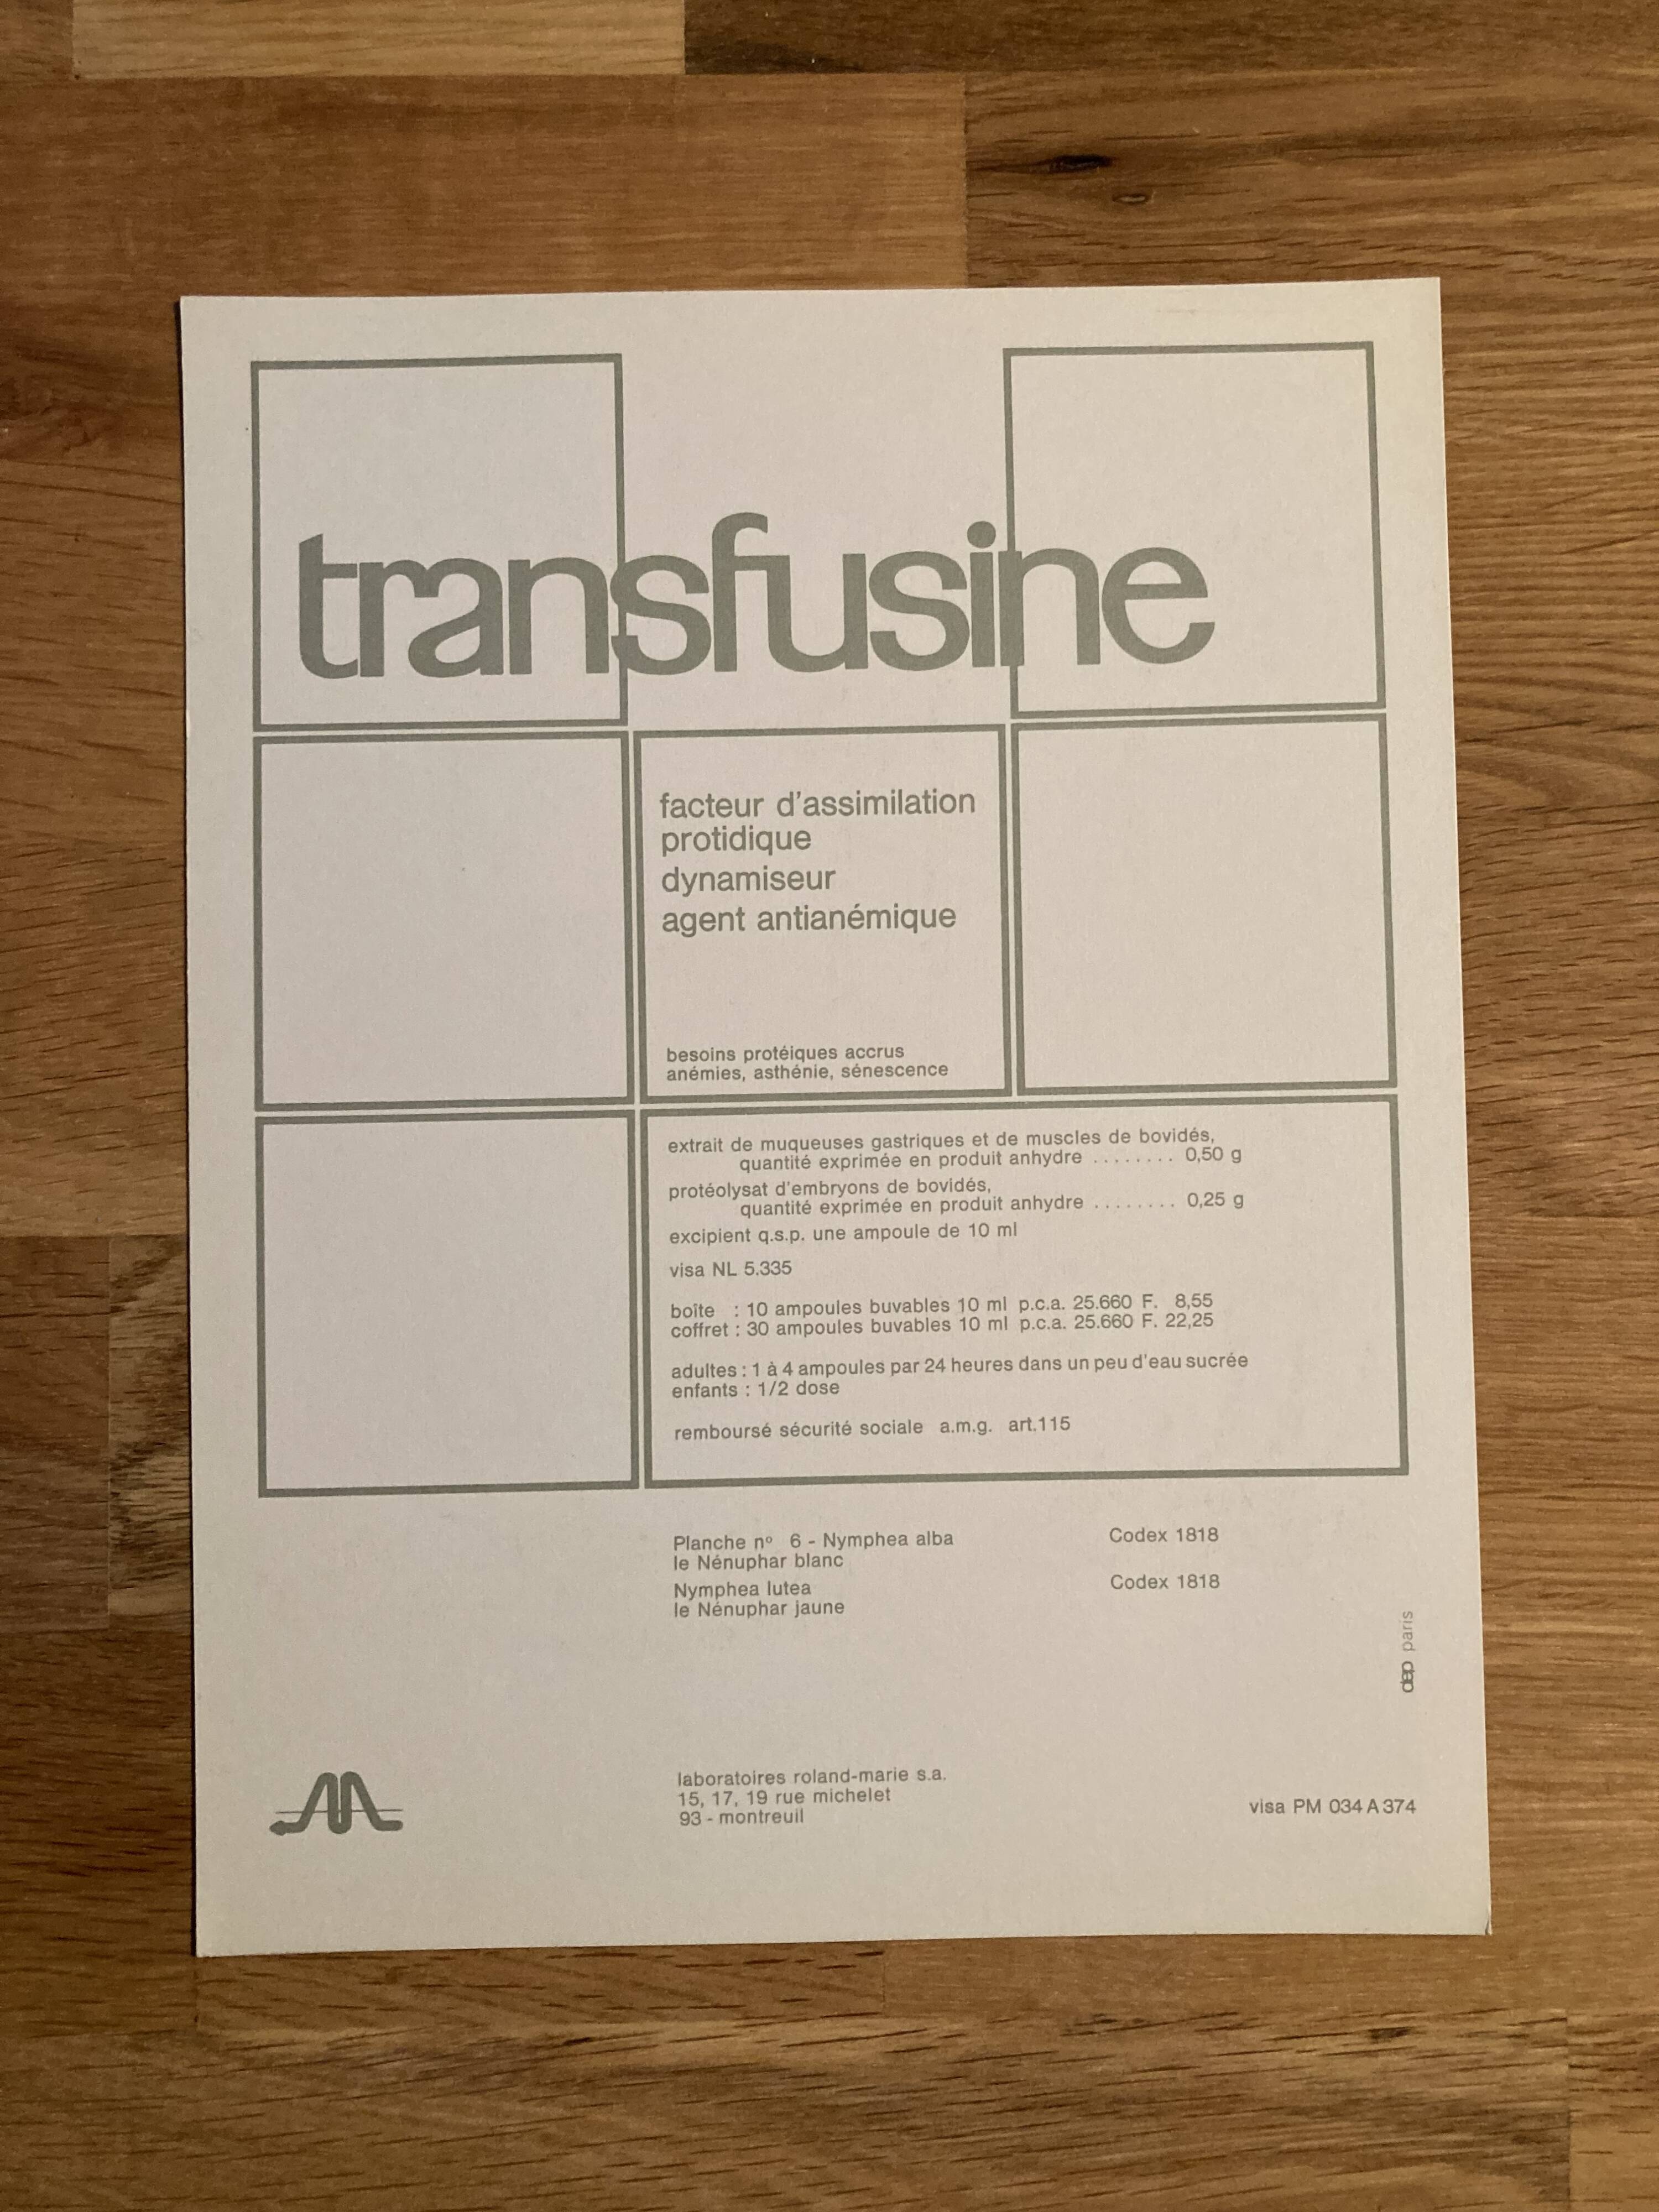 transfusine
facteur d'assimilation
protidique
dynamiseur
agent antianémique
besoins protéiques accrus
anémies, asthénie, sénescence
extrait de muqueuses gastriques et de muscles de bovidés,
quantité exprimée en produit anhydre ........ 0,50 g
protéolysat d'embryons de bovidés,
quantité exprimée en produit anhydre ........ 0,25 g
excipient q.s.p. une ampoule de 10 ml
visa NL 5.335
boîte : 10 ampoules buvables 10 ml p.c.a. 25.660 F. 8,55
coffret : 30 ampoules buvables 10 ml p.c.a. 25.660 F. 22,25
adultes : 1 à 4 ampoules par 24 heures dans un peu d'eau sucrée
enfants : 1/2 dose
remboursé sécurité sociale a.m.g. art.115
Planche nº 6 - Nymphea alba Codex 1818
le Nénuphar blanc
Nymphea lutea Codex 1818
le Nénuphar jaune
dep paris
laboratoires roland-marie s.a.
15, 17, 19 rue michelet
93 - montreuil
visa PM 034 A 374